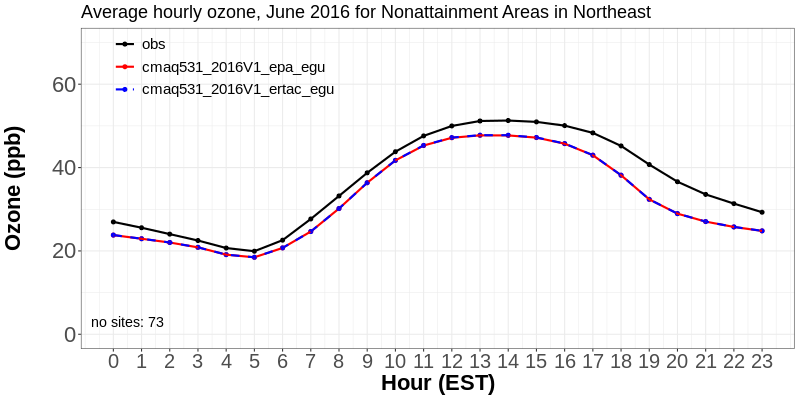 Average hourly ozone, June 2016 for Nonattainment Areas in Northeast
obs
cmaq531_2016V1_epa_egu
cmaq531_2016V1_ertac_egu
Ozone (ppb)
60
40
20
0
no sites: 73
0 1 2 3 4 5 6 7 8 9 10 11 12 13 14 15 16 17 18 19 20 21 22 23
Hour (EST)